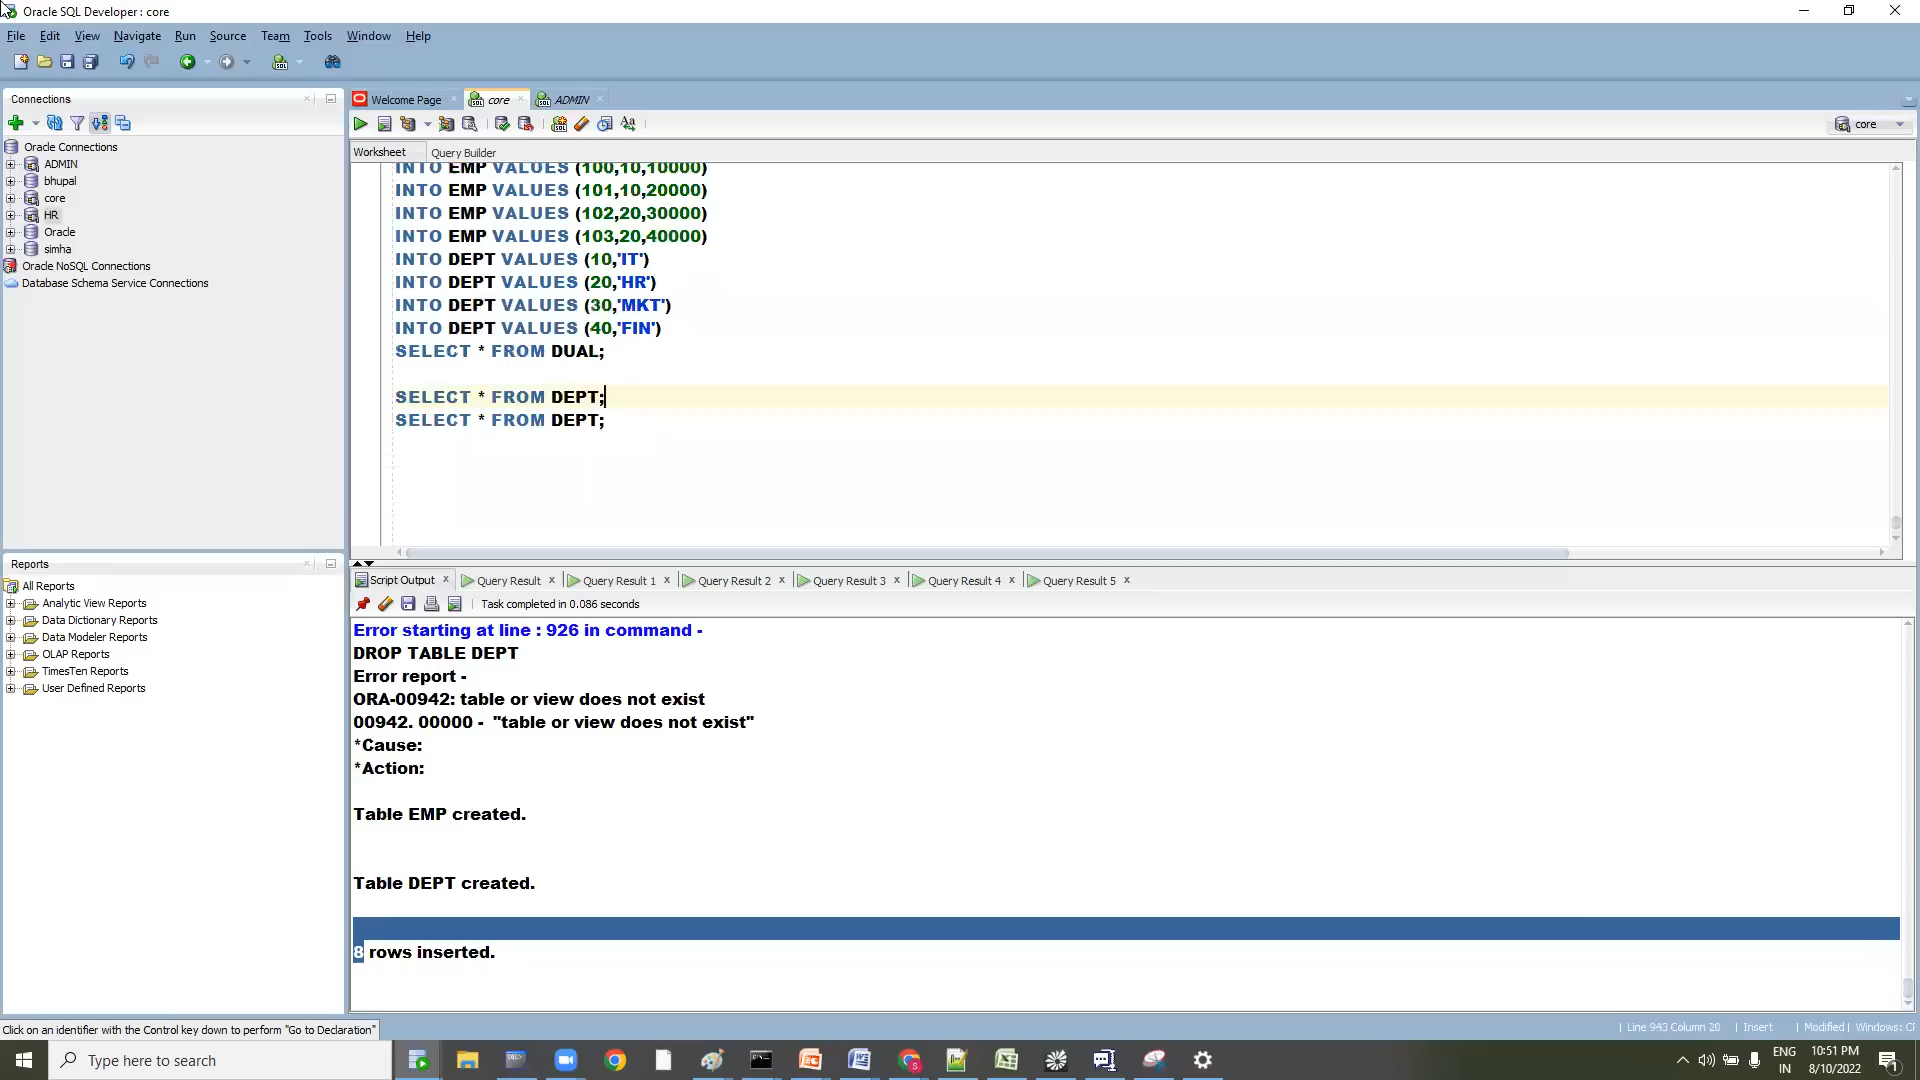 Oracle SQL Developer : core
File Edit View Navigate Run Source Team Tools Window Help
Connections
Oracle Connections
ADMIN
bhupal
core
HR
Oracle
simha
Oracle NoSQL Connections
Database Schema Service Connections
Reports
All Reports
Analytic View Reports
Data Dictionary Reports
Data Modeler Reports
OLAP Reports
TimesTen Reports
User Defined Reports
Welcome Page core ADMIN
core
Worksheet Query Builder
INTO EMP VALUES (100,10,10000)
INTO EMP VALUES (101,10,20000)
INTO EMP VALUES (102,20,30000)
INTO EMP VALUES (103,20,40000)
INTO DEPT VALUES (10,'IT')
INTO DEPT VALUES (20,'HR')
INTO DEPT VALUES (30,'MKT')
INTO DEPT VALUES (40,'FIN')
SELECT * FROM DUAL;
SELECT * FROM DEPT;
SELECT * FROM DEPT;
Script Output Query Result Query Result 1 Query Result 2 Query Result 3 Query Result 4 Query Result 5
Task completed in 0.086 seconds
Error starting at line : 926 in command -
DROP TABLE DEPT
Error report -
ORA-00942: table or view does not exist
00942. 00000 - "table or view does not exist"
*Cause:
*Action:
Table EMP created.
Table DEPT created.
8 rows inserted.
Click on an identifier with the Control key down to perform "Go to Declaration"
Line 943 Column 20 Insert Modified Windows:
Type here to search
ENG
IN
10:51 PM
8/10/2022